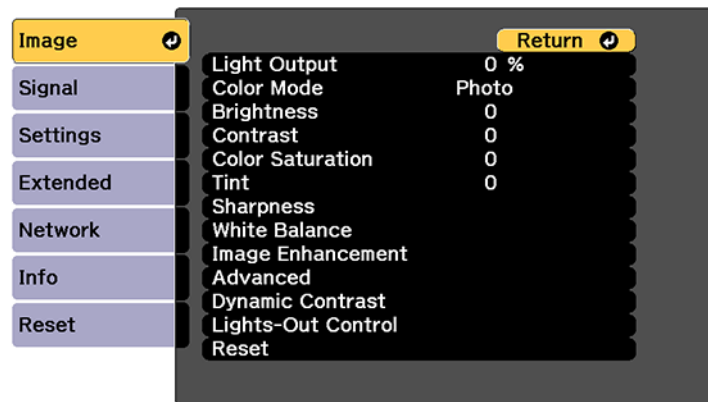 Image
Signal
Settings
Extended
Network
Info
Reset
Return
Light Output 0 %
Color Mode Photo
Brightness 0
Contrast 0
Color Saturation 0
Tint 0
Sharpness
White Balance
Image Enhancement
Advanced
Dynamic Contrast
Lights-Out Control
Reset